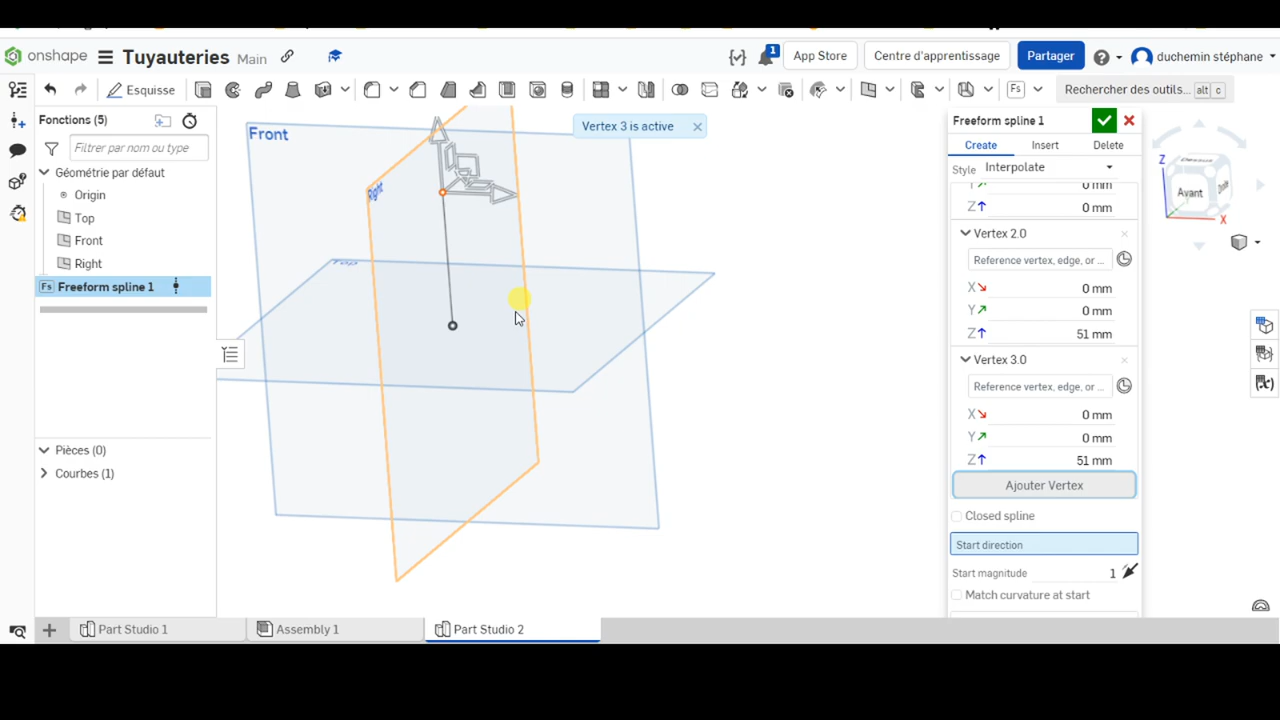 onshape
Tuyauteries Main
1
App Store
Centre d'apprentissage
Partager
duchemin stéphane
Esquisse
Fs
Rechercher des outils... alt c
Fonctions (5)
Filtrer par nom ou type
Géométrie par défaut
Origin
Top
Front
Right
Fs Freeform spline 1
Pièces (0)
Courbes (1)
Front
Right
Top
Vertex 3 is active
Freeform spline 1
Create Insert Delete
Style Interpolate
Y 0 mm
Z 0 mm
Vertex 2.0
Reference vertex, edge, or ...
X 0 mm
Y 0 mm
Z 51 mm
Vertex 3.0
Reference vertex, edge, or ...
X 0 mm
Y 0 mm
Z 51 mm
Ajouter Vertex
Closed spline
Start direction
Start magnitude 1
Match curvature at start
Z
Avant
X
Part Studio 1
Assembly 1
Part Studio 2